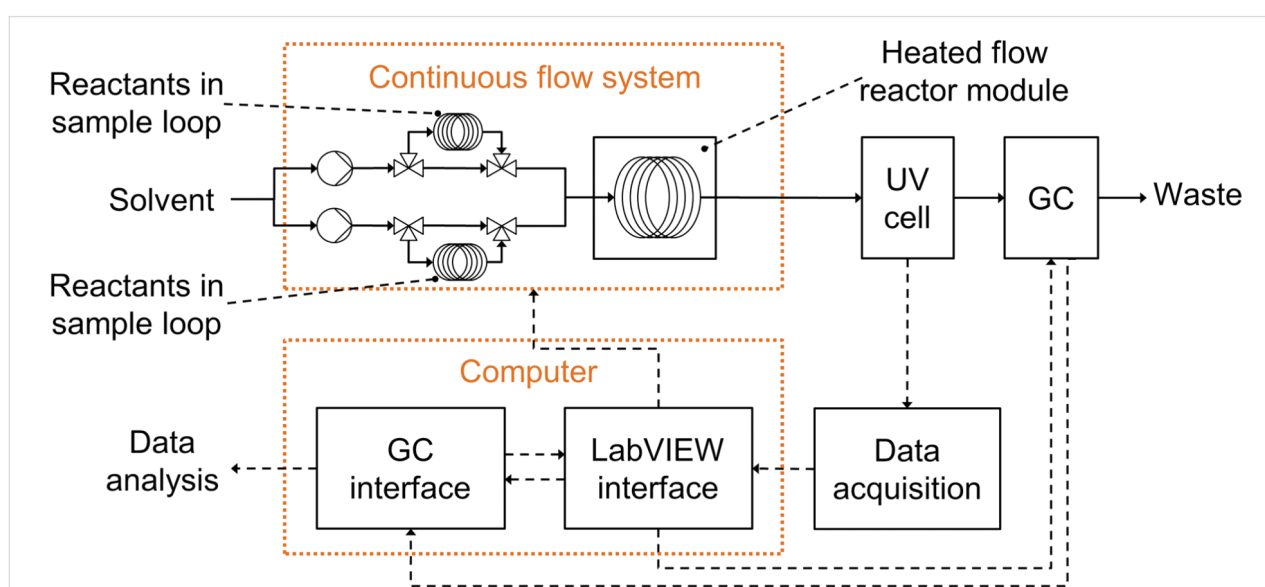 Continuous flow system
Heated flow
reactor module
Reactants in
sample loop
Solvent
UV
cell
GC
Waste
Reactants in
sample loop
Computer
Data
analysis
GC
interface
LabVIEW
interface
Data
acquisition